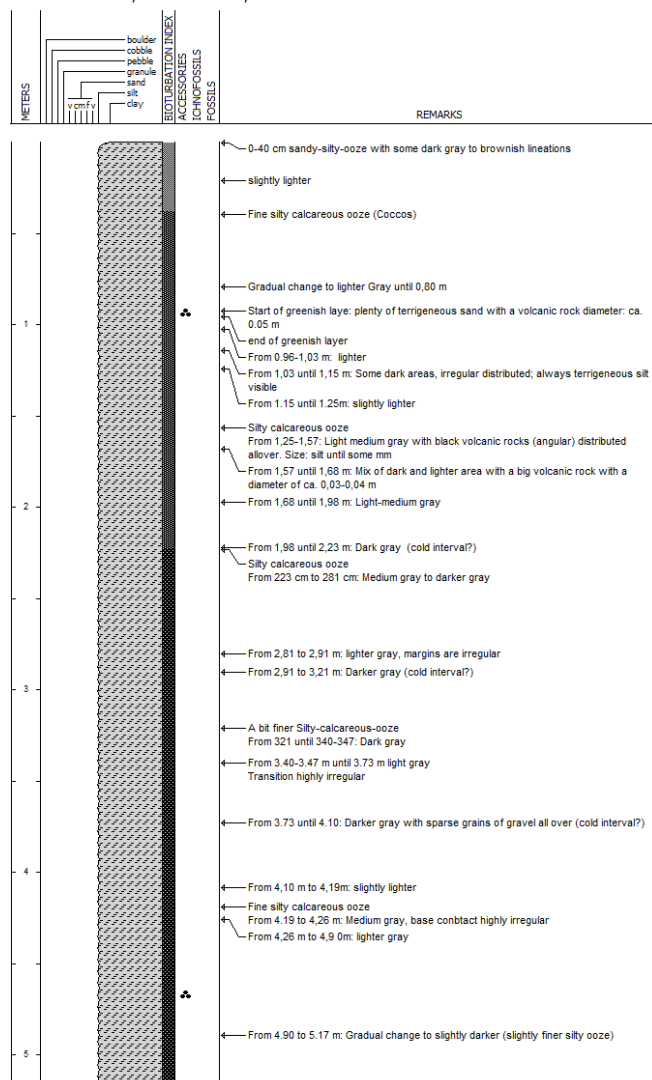 boulder
cobble
pebble
granule
sand
silt
v cm f v
clay
METERS
BIOTURBATION INDEX
ACCESSORIES
ICHNOFOSSILS
FOSSILS
REMARKS
0-40 cm sandy-silty-ooze with some dark gray to brownish lineations
slightly lighter
Fine silty calcareous ooze (Coccos)
Gradual change to lighter Gray until 0,80 m
Start of greenish laye: plenty of terrigeneous sand with a volcanic rock diameter: ca.
0.05 m
1
end of greenish layer
From 0.96-1,03 m: lighter
From 1,03 until 1,15 m: Some dark areas, irregular distributed; always terrigeneous silt
visible
From 1.15 until 1.25m: slightly lighter
Silty calcareous ooze
From 1,25-1,57: Light medium gray with black volcanic rocks (angular) distributed
allover. Size: silt until some mm
From 1,57 until 1,68 m: Mix of dark and lighter area with a big volcanic rock with a
diameter of ca. 0,03-0,04 m
2
From 1,68 until 1,98 m: Light-medium gray
From 1,98 until 2,23 m: Dark gray (cold interval?)
Silty calcareous ooze
From 223 cm to 281 cm: Medium gray to darker gray
From 2,81 to 2,91 m: lighter gray, margins are irregular
From 2,91 to 3,21 m: Darker gray (cold interval?)
3
A bit finer Silty-calcareous-ooze
From 321 until 340-347: Dark gray
From 3.40-3.47 m until 3.73 m light gray
Transition highly irregular
From 3.73 until 4.10: Darker gray with sparse grains of gravel all over (cold interval?)
4
From 4,10 m to 4,19m: slightly lighter
Fine silty calcareous ooze
From 4.19 to 4,26 m: Medium gray, base conbtact highly irregular
From 4,26 m to 4,9 0m: lighter gray
From 4.90 to 5.17 m: Gradual change to slightly darker (slightly finer silty ooze)
5